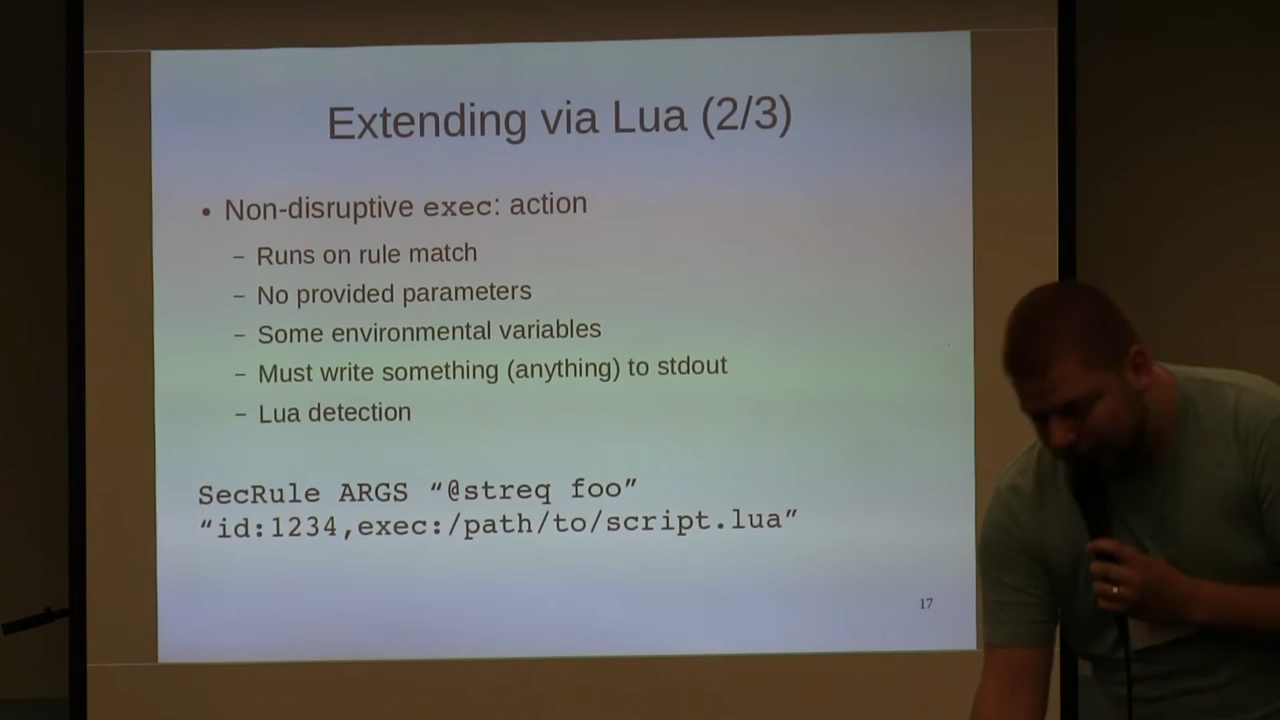 Extending via Lua (2/3)
• Non-disruptive exec: action
– Runs on rule match
– No provided parameters
– Some environmental variables
– Must write something (anything) to stdout
– Lua detection
SecRule ARGS “@streq foo”
“id:1234,exec:/path/to/script.lua”
17